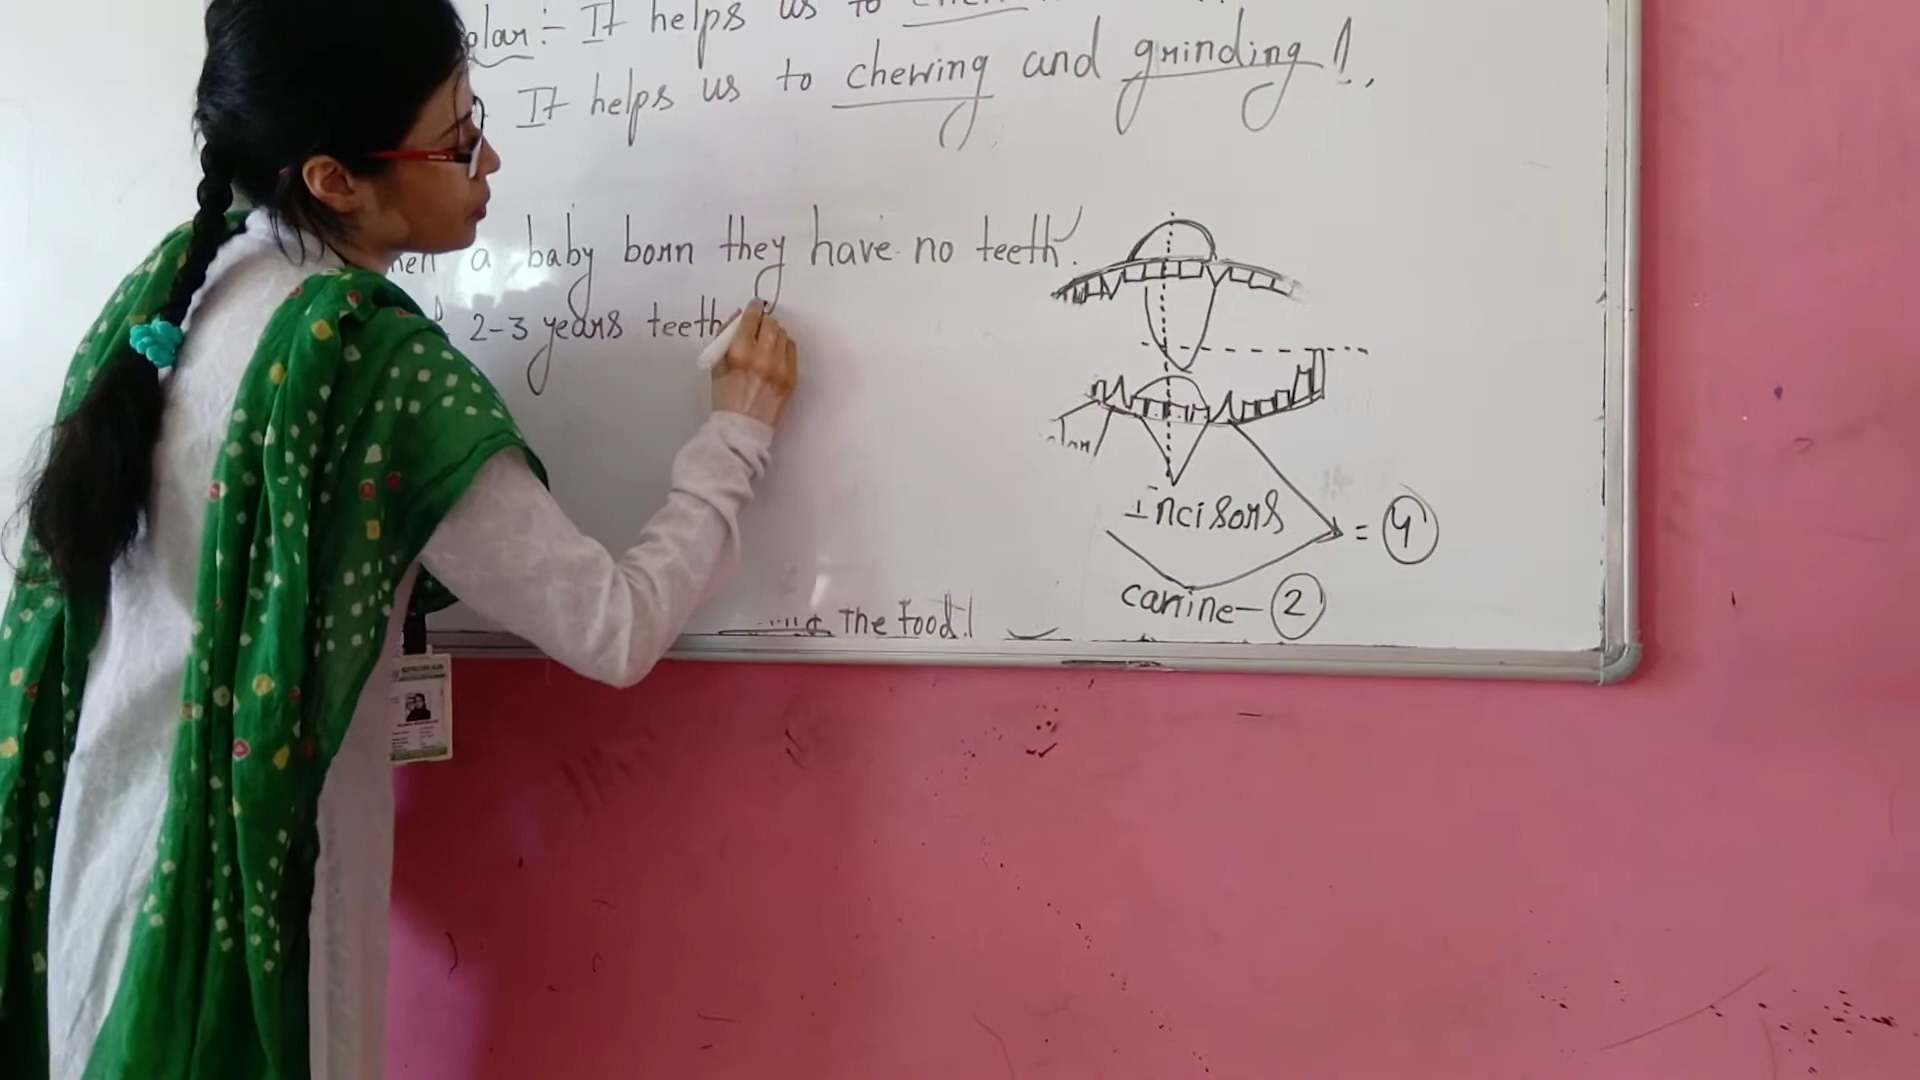 It helps us to
It helps us to chewing and grinding!
a baby born they have no teeth.
2-3 years teeth
Incisors
= 4
canine - 2
The Food!